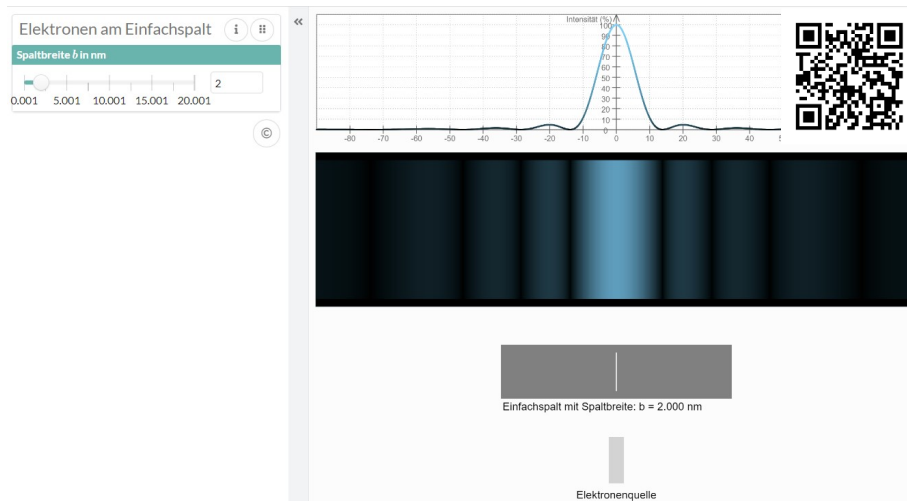 Elektronen am Einfachspalt
Spaltbreite b in nm
2
0.001 5.001 10.001 15.001 20.001
©
«
Intensität (%)
100
90
80
70
60
50
40
30
20
10
0
-80 -70 -60 -50 -40 -30 -20 -10 0 10 20 30 40
Einfachspalt mit Spaltbreite: b = 2.000 nm
Elektronenquelle